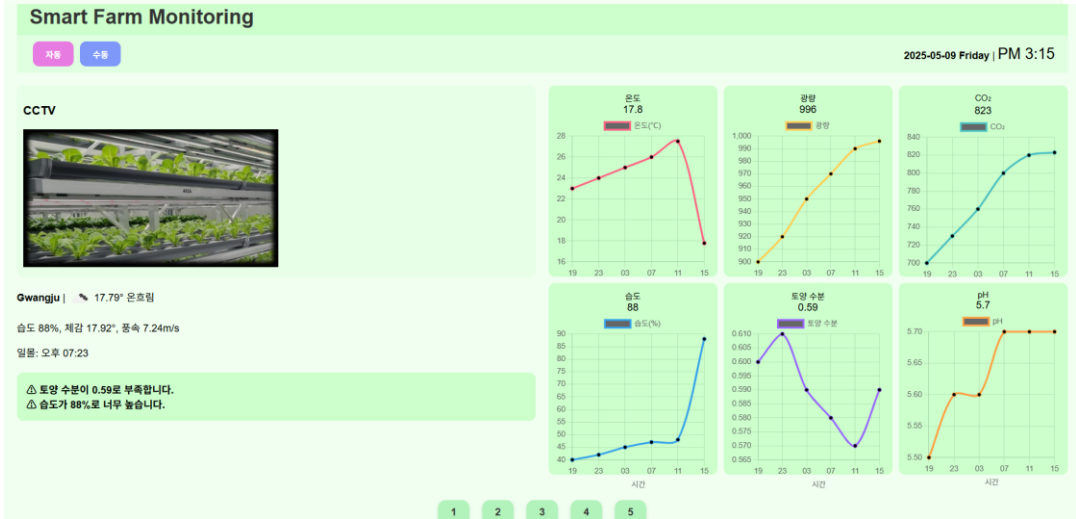 Smart Farm Monitoring
자동 수동
2025-05-09 Friday | PM 3:15
CCTV
Gwangju | 17.79° 온흐림
습도 88%, 체감 17.92°, 풍속 7.24m/s
일몰: 오후 07:23
⚠ 토양 수분이 0.59로 부족합니다.
⚠ 습도가 88%로 너무 높습니다.
온도
17.8
온도(°C)
28
26
24
22
20
18
16
19 23 03 07 11 15
광량
996
광량
1,000
990
980
970
960
950
940
930
920
910
900
19 23 03 07 11 15
CO₂
823
CO₂
840
820
800
780
760
740
720
700
19 23 03 07 11 15
습도
88
습도(%)
90
85
80
75
70
65
60
55
50
45
40
19 23 03 07 11 15
시간
토양 수분
0.59
토양 수분
0.610
0.605
0.600
0.595
0.590
0.585
0.580
0.575
0.570
0.565
19 23 03 07 11 15
시간
pH
5.7
pH
5.70
5.65
5.60
5.55
5.50
19 23 03 07 11 15
시간
1 2 3 4 5